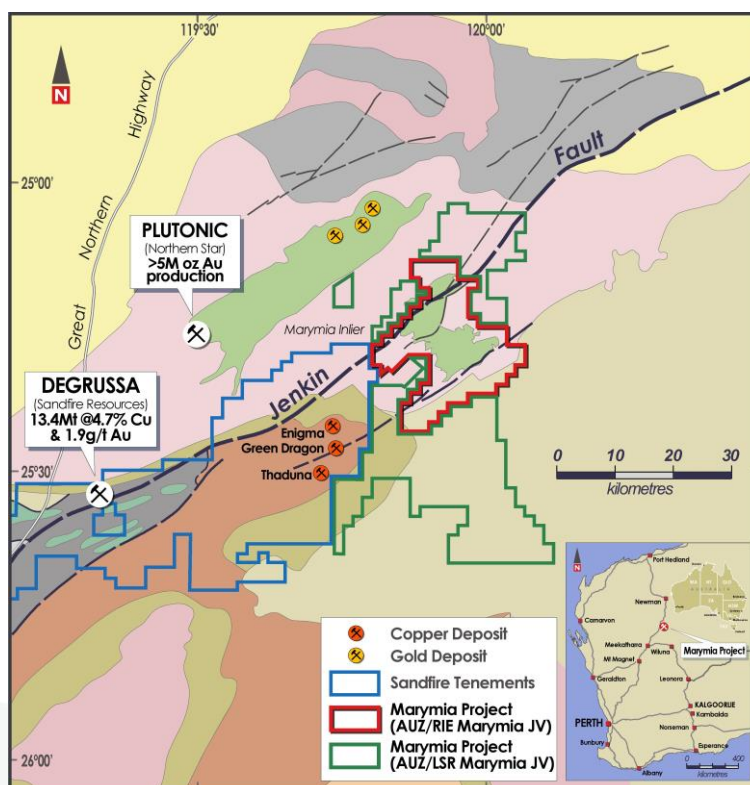 119°30'
120°00'
25°00'
25°30'
26°00'
N
Great Northern Highway
Jenkin Fault
PLUTONIC
(Northern Star)
>5M oz Au
production
Marymia Inlier
DEGRUSSA
(Sandfire Resources)
13.4Mt @4.7% Cu
& 1.9g/t Au
Enigma
Green Dragon
Thaduna
0 10 20 30
kilometres
Copper Deposit
Gold Deposit
Sandfire Tenements
Marymia Project
(AUZ/RIE Marymia JV)
Marymia Project
(AUZ/LSR Marymia JV)
N
Port Hedland
AUSTRALIA
Newman
Carnarvon
Marymia Project
Meekatharra
Wiluna
Mt Magnet
Geraldton
Leonora
KALGOORLIE
Kambalda
PERTH
Norseman
Bunbury
Esperance
Albany
0 400
kilometres